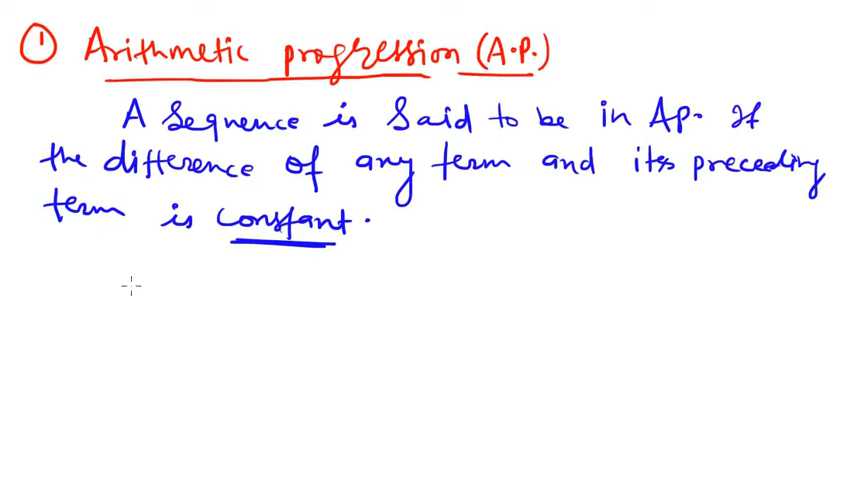 ① Arithmetic progression (A.P.)
A sequence is said to be in Ap. If
the difference of any term and its preceding
term is constant.